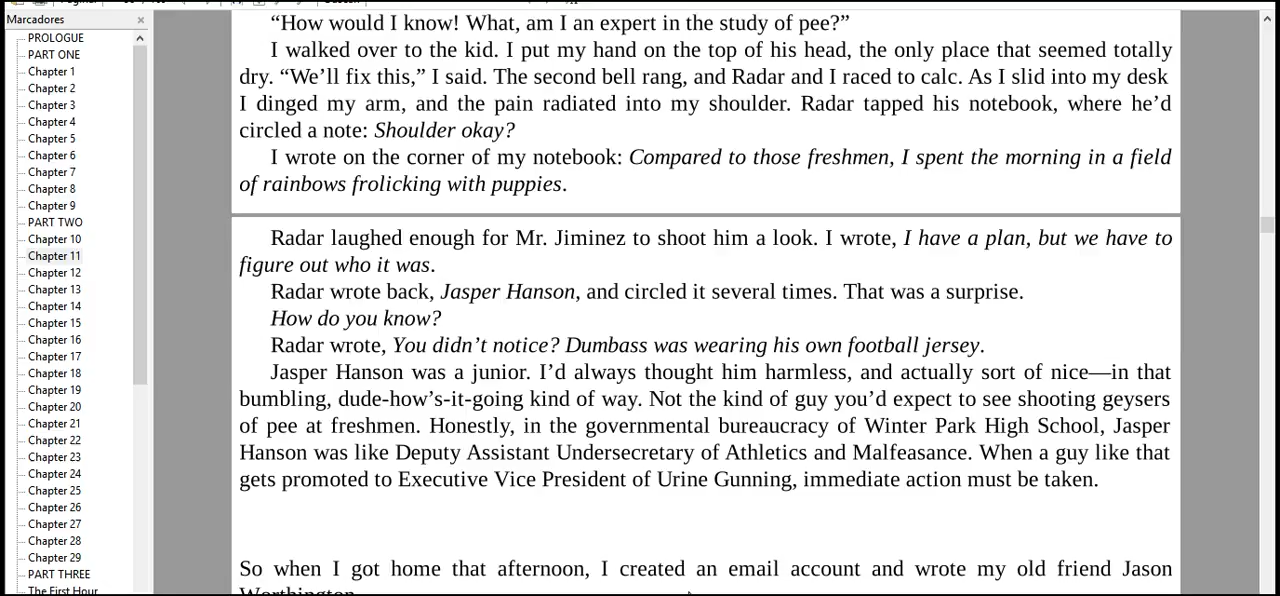 Marcadores
PROLOGUE
PART ONE
Chapter 1
Chapter 2
Chapter 3
Chapter 4
Chapter 5
Chapter 6
Chapter 7
Chapter 8
Chapter 9
PART TWO
Chapter 10
Chapter 11
Chapter 12
Chapter 13
Chapter 14
Chapter 15
Chapter 16
Chapter 17
Chapter 18
Chapter 19
Chapter 20
Chapter 21
Chapter 22
Chapter 23
Chapter 24
Chapter 25
Chapter 26
Chapter 27
Chapter 28
Chapter 29
PART THREE
The First Hour
“How would I know! What, am I an expert in the study of pee?”
I walked over to the kid. I put my hand on the top of his head, the only place that seemed totally
dry. “We’ll fix this,” I said. The second bell rang, and Radar and I raced to calc. As I slid into my desk
I dinged my arm, and the pain radiated into my shoulder. Radar tapped his notebook, where he’d
circled a note: Shoulder okay?
I wrote on the corner of my notebook: Compared to those freshmen, I spent the morning in a field
of rainbows frolicking with puppies.
Radar laughed enough for Mr. Jiminez to shoot him a look. I wrote, I have a plan, but we have to
figure out who it was.
Radar wrote back, Jasper Hanson, and circled it several times. That was a surprise.
How do you know?
Radar wrote, You didn’t notice? Dumbass was wearing his own football jersey.
Jasper Hanson was a junior. I’d always thought him harmless, and actually sort of nice—in that
bumbling, dude-how’s-it-going kind of way. Not the kind of guy you’d expect to see shooting geysers
of pee at freshmen. Honestly, in the governmental bureaucracy of Winter Park High School, Jasper
Hanson was like Deputy Assistant Undersecretary of Athletics and Malfeasance. When a guy like that
gets promoted to Executive Vice President of Urine Gunning, immediate action must be taken.
So when I got home that afternoon, I created an email account and wrote my old friend Jason
Worthington.